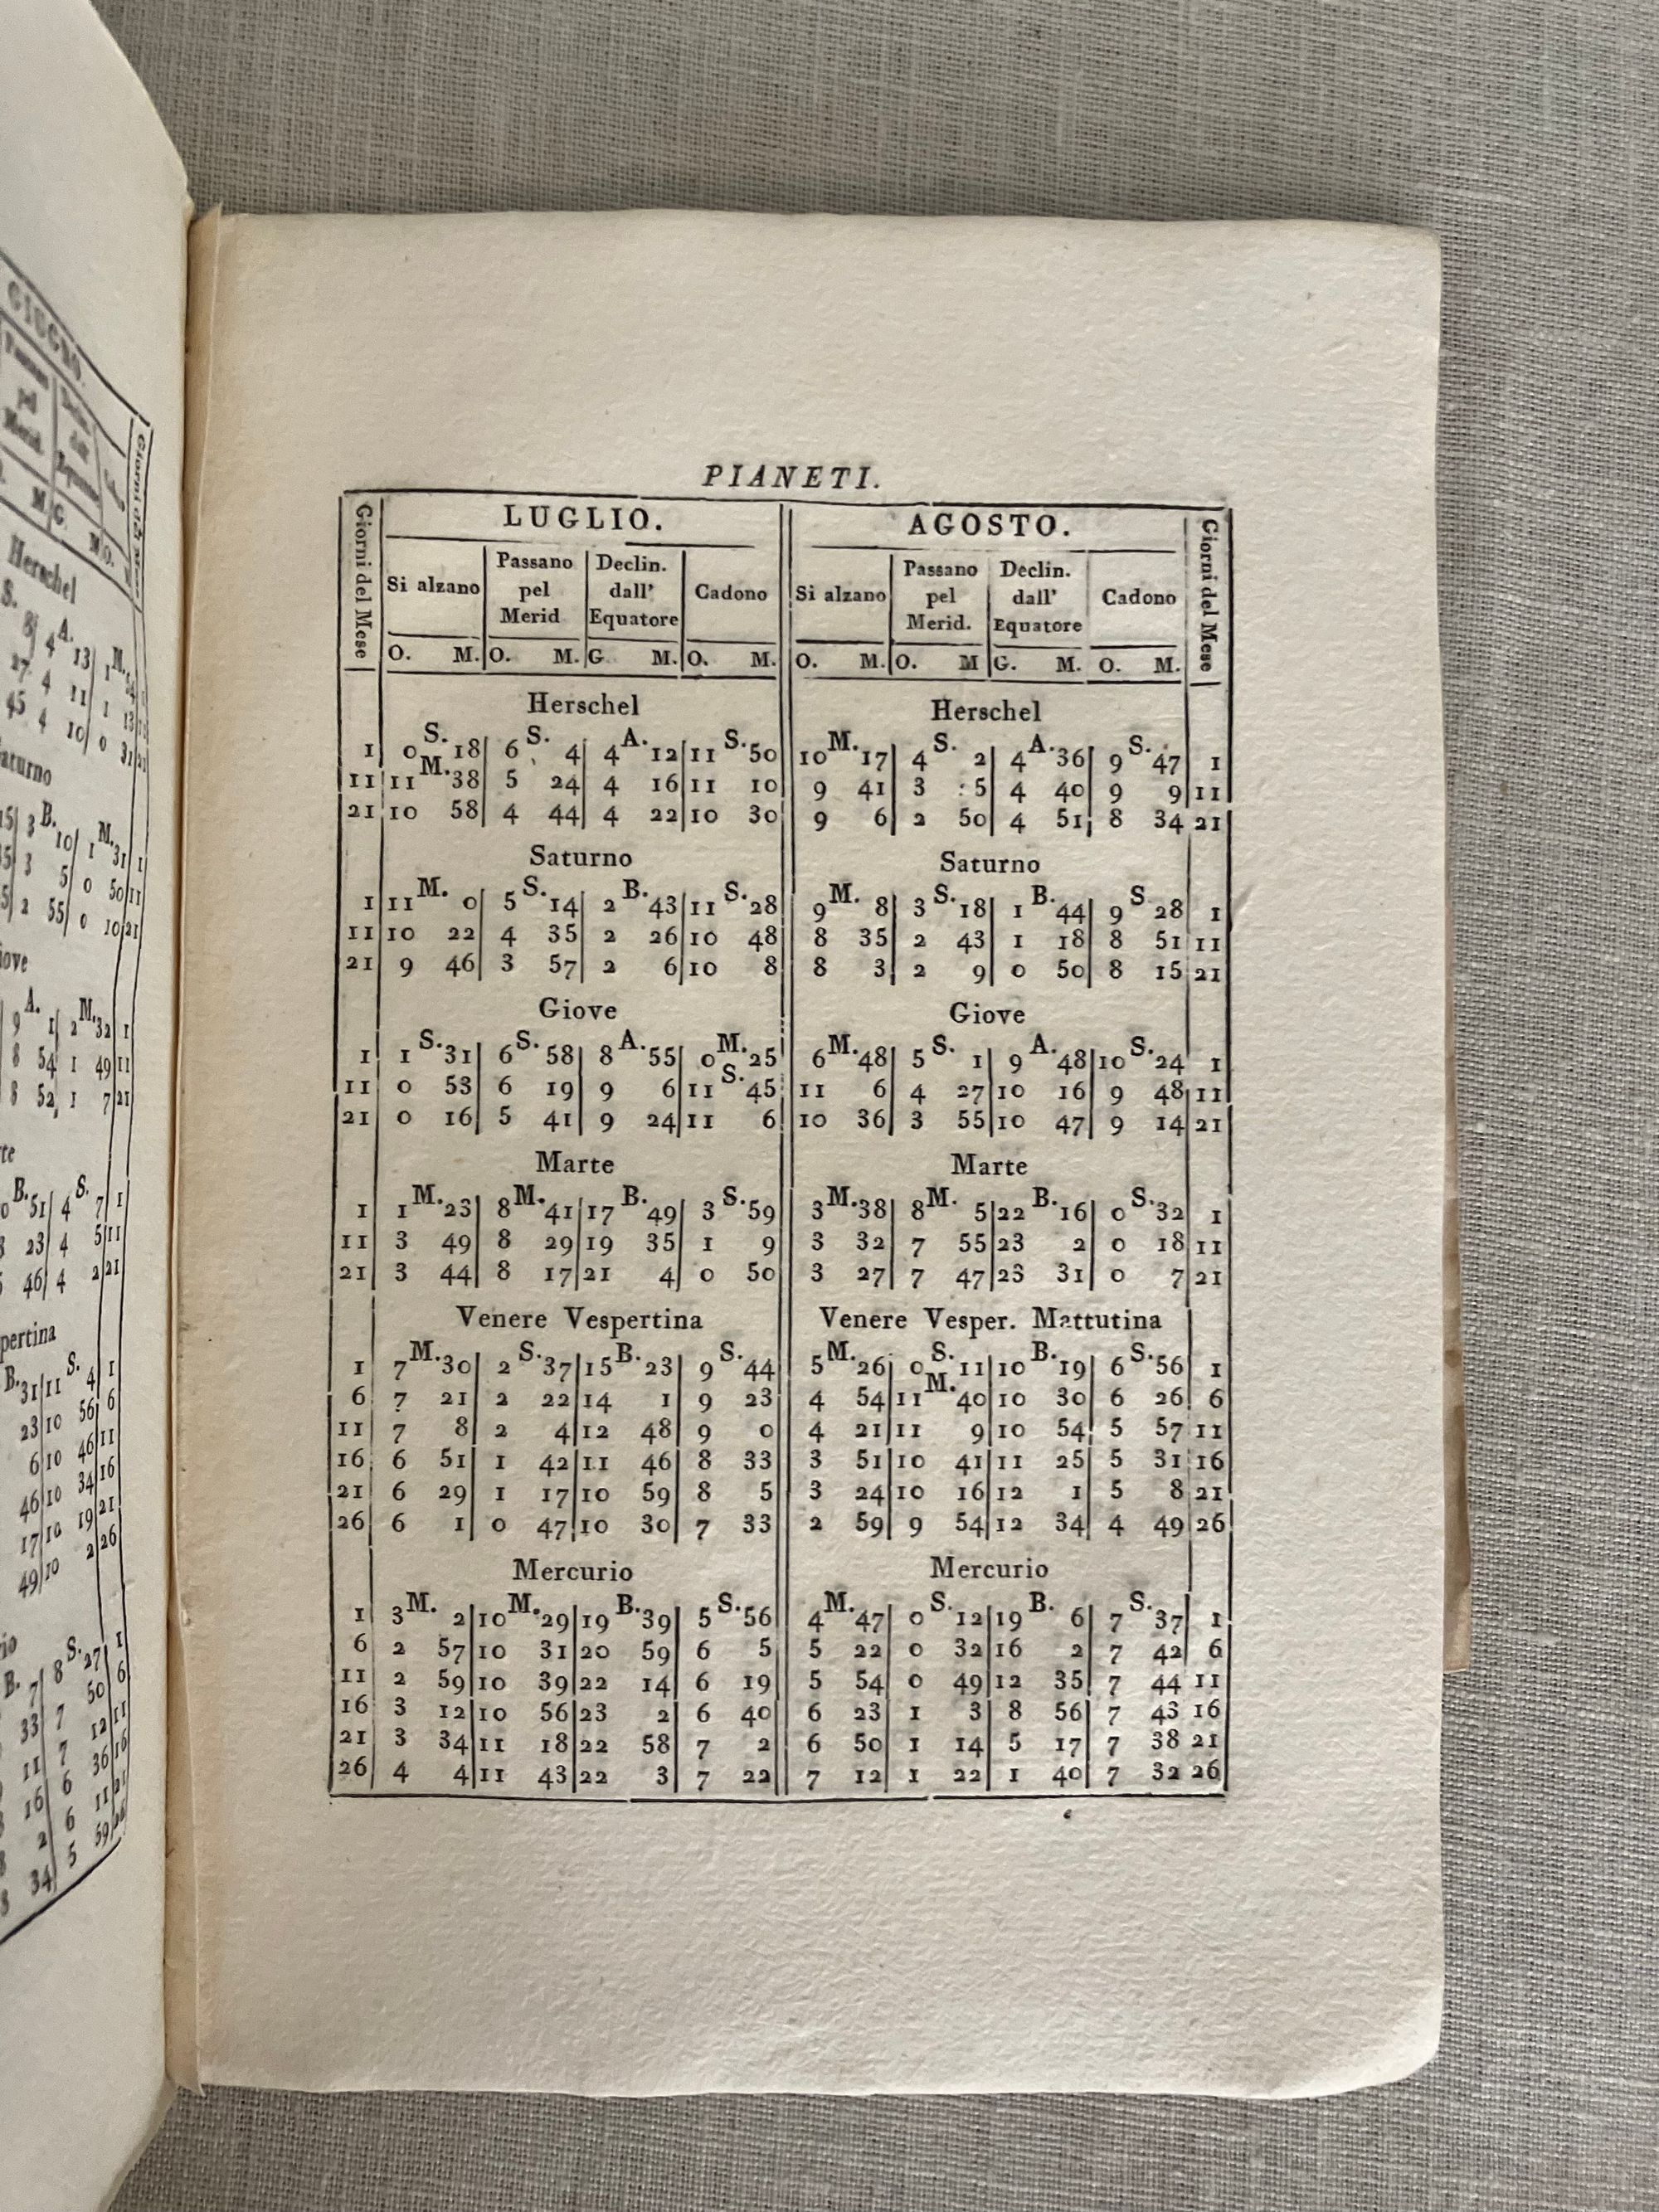 PIANETI.
LUGLIO. AGOSTO.
Giorni del Mese Si alzano Passano pel Merid Declin. dall' Equatore Cadono Si alzano Passano pel Merid. Declin. dall' Equatore Cadono Giorni del Mese
O. M. O. M. G. M. O. M. O. M. O. M G. M. O. M.
Herschel Herschel
1 0 S. 18 6 S. 4 4 A. 12 11 S. 50 10 M. 17 4 S. 2 4 A. 36 9 S. 47 1
11 11 M. 38 5 24 4 16 11 10 9 41 3 :5 4 40 9 9 11
21 10 58 4 44 4 22 10 30 9 6 2 50 4 51 8 34 21
Saturno Saturno
1 11 M. 0 5 S. 14 2 B. 43 11 S. 28 9 M. 8 3 S. 18 1 B. 44 9 S 28 1
11 10 22 4 35 2 26 10 48 8 35 2 43 1 18 8 51 11
21 9 46 3 57 2 6 10 8 8 3 2 9 0 50 8 15 21
Giove Giove
1 1 S. 31 6 S. 58 8 A. 55 0 M. 25 6 M. 48 5 S. 1 9 A. 48 10 S. 24 1
11 0 53 6 19 9 6 11 S. 45 11 6 4 27 10 16 9 48 11
21 0 16 5 41 9 24 11 6 10 36 3 55 10 47 9 14 21
Marte Marte
1 1 M. 23 8 M. 41 17 B. 49 3 S. 59 3 M. 38 8 M. 5 22 B. 16 0 S. 32 1
11 3 49 8 29 19 35 1 9 3 32 7 55 23 2 0 18 11
21 3 44 8 17 21 4 0 50 3 27 7 47 23 31 0 7 21
Venere Vespertina Venere Vesper. Mattutina
1 7 M. 30 2 S. 37 15 B. 23 9 S. 44 5 M. 26 0 S. 11 10 B. 19 6 S. 56 1
6 7 21 2 22 14 1 9 23 4 54 11 M. 40 10 30 6 26 6
11 7 8 2 4 12 48 9 0 4 21 11 9 10 54 5 57 11
16 6 51 1 42 11 46 8 33 3 51 10 41 11 25 5 31 16
21 6 29 1 17 10 59 8 5 3 24 10 16 12 1 5 8 21
26 6 1 0 47 10 30 7 33 2 59 9 54 12 34 4 49 26
Mercurio Mercurio
1 3 M. 2 10 M. 29 19 B. 39 5 S. 56 4 M. 47 0 S. 12 19 B. 6 7 S. 37 1
6 2 57 10 31 20 59 6 5 5 22 0 32 16 2 7 42 6
11 2 59 10 39 22 14 6 19 5 54 0 49 12 35 7 44 11
16 3 12 10 56 23 2 6 40 6 23 1 3 8 56 7 43 16
21 3 34 11 18 22 58 7 2 6 50 1 14 5 17 7 38 21
26 4 4 11 43 22 3 7 22 7 12 1 22 1 40 7 32 26